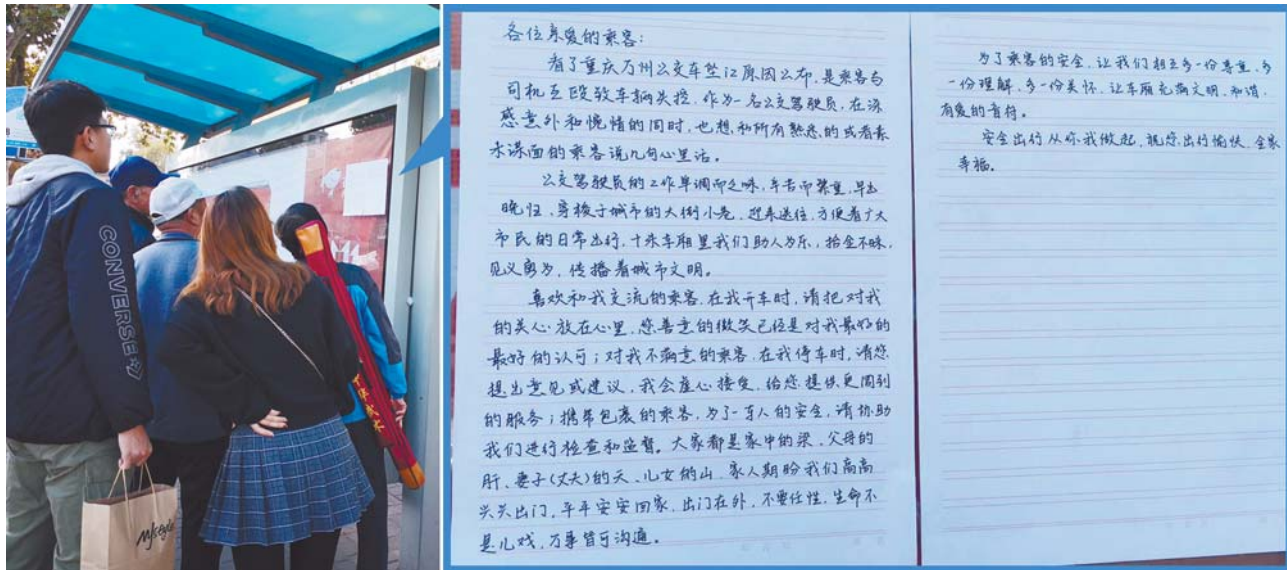 CONVERSE
Mjstyle
各位亲爱的乘客：
看了重庆万州公交车坠江原因公布，是乘客与
司机互殴致车辆失控，作为一名公交驾驶员，在深
感意外和惋惜的同时，也想和所有熟悉的或者素
未谋面的乘客说几句心里话。
公交驾驶员的工作单调而乏味，辛苦而繁重，早出
晚归，穿梭于城市的大街小巷，迎来送往，方便着广大
市民的日常出行，十米车厢里我们助人为乐，拾金不昧，
见义勇为，传播着城市文明。
喜欢和我交流的乘客，在我开车时，请把对我
的关心放在心里，您善意的微笑已经是对我最好的
最好的认可；对我不满意的乘客，在我停车时，请您
提出意见或建议，我会虚心接受，给您提供更周到
的服务；携带包裹的乘客，为了一车人的安全，请协助
我们进行检查和监督。大家都是家中的梁、父母的
肝、妻子(丈夫)的天、儿女的山，家人期盼我们高高
兴兴出门，平平安安回家，出门在外，不要任性，生命不
是儿戏，万事皆可沟通。
为了乘客的安全，让我们相互多一份尊重，多
一份理解，多一份关怀，让车厢充满文明、和谐、
有爱的音符。
安全出行从你我做起，祝您出行愉快，全家
幸福。